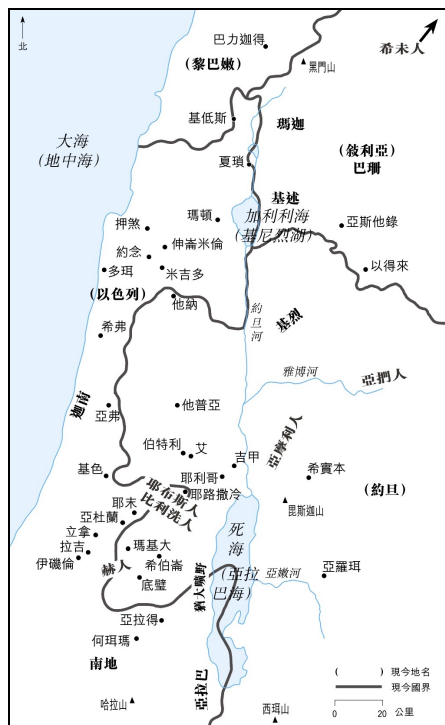 北
巴力迦得
希未人
黑門山
(黎巴嫩)
基低斯
瑪迦
大海
(地中海)
夏瑣
(敍利亞)
巴珊
基述
加利利海
(基尼烈湖)
瑪頓
押煞
亞斯他錄
伸崙米倫
約念
多珥
米吉多
以得來
(以色列)
他納
約旦河
基烈
希弗
雅博河
亞捫人
迦南
亞弗
他普亞
亞摩利人
伯特利
艾
吉甲
基色
耶利哥
希實本
耶布斯人
耶路撒冷
(約旦)
比利洗人
毘斯迦山
耶末
亞杜蘭
立拿
死海
拉吉
瑪基大
伊磯倫
希伯崙
赫人
猶大曠野
(亞拉巴海)
亞嫩河
亞羅珥
底璧
亞拉得
何珥瑪
南地
亞拉巴
哈拉山
西珥山
( ) 現今地名
現今國界
0 20
公里